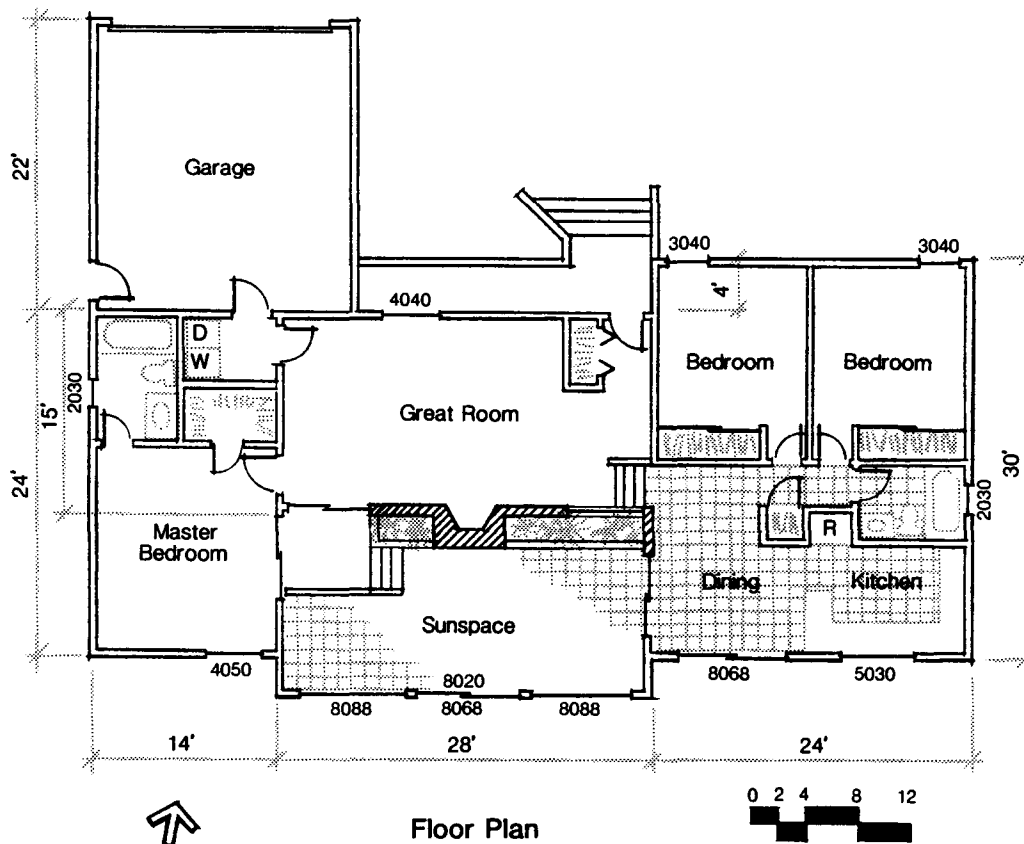 22'
Garage
3040
3040
4'
4040
D
W
Bedroom
Bedroom
2030
15'
Great Room
24'
30'
2030
Master
Bedroom
R
Dining
Kitchen
Sunspace
4050
8020
8068
5030
8088
8068
8088
14'
28'
24'
0 2 4 8 12
Floor Plan